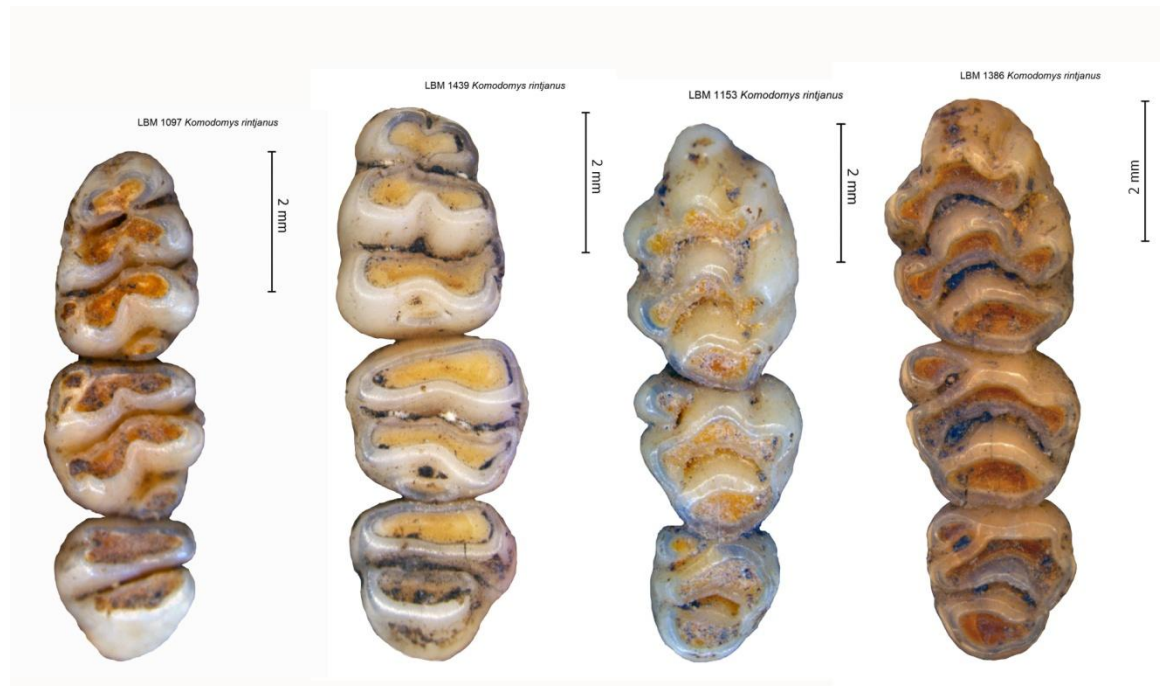 LBM 1097 Komodomys rintjanus
2 mm
LBM 1439 Komodomys rintjanus
2 mm
LBM 1153 Komodomys rintjanus
2 mm
LBM 1386 Komodomys rintjanus
2 mm